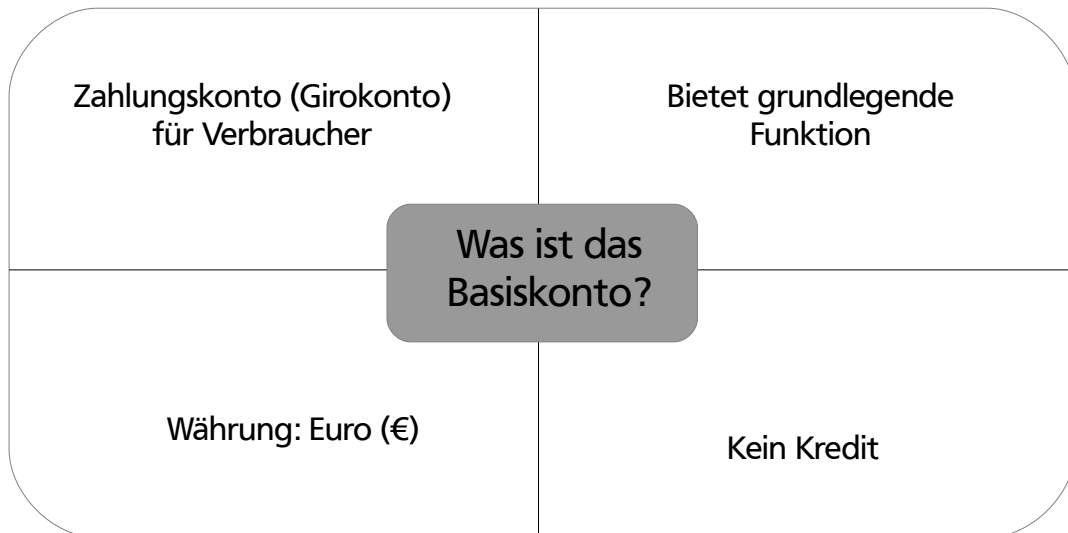 Zahlungskonto (Girokonto)
für Verbraucher
Bietet grundlegende
Funktion
Was ist das
Basiskonto?
Währung: Euro (€)
Kein Kredit